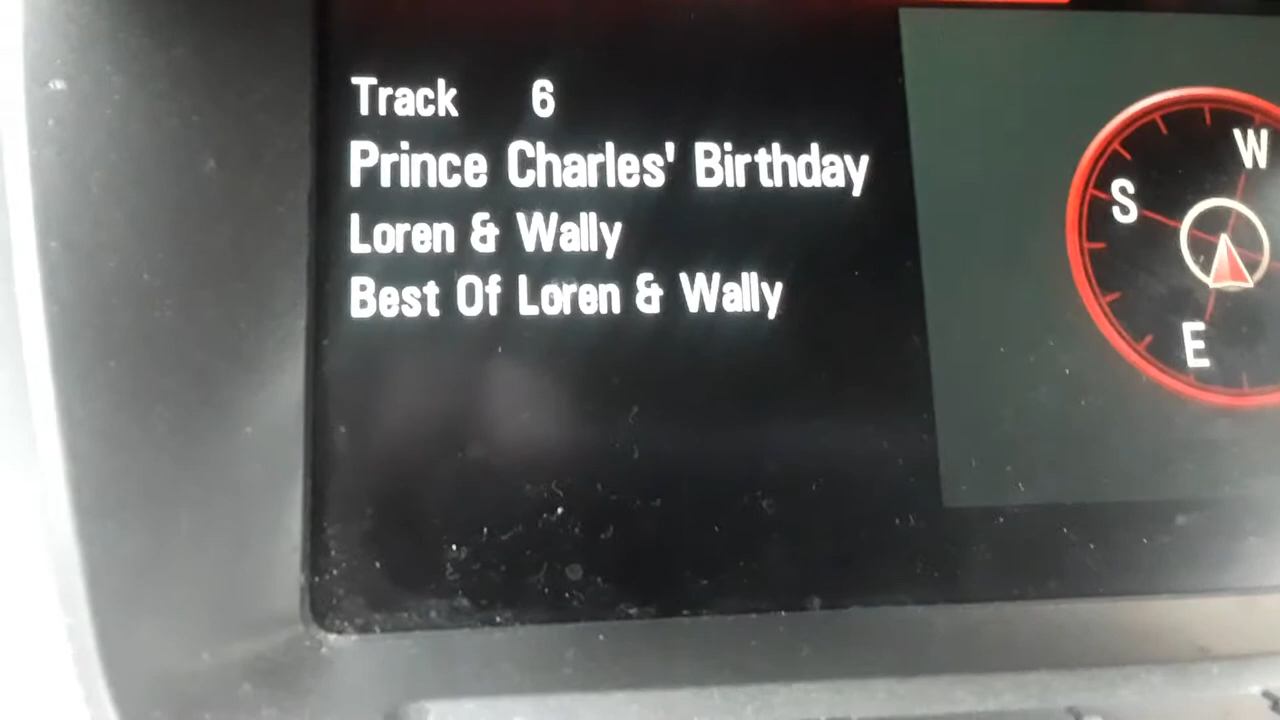 Track 6
Prince Charles' Birthday
Loren & Wally
Best Of Loren & Wally
W
S
E